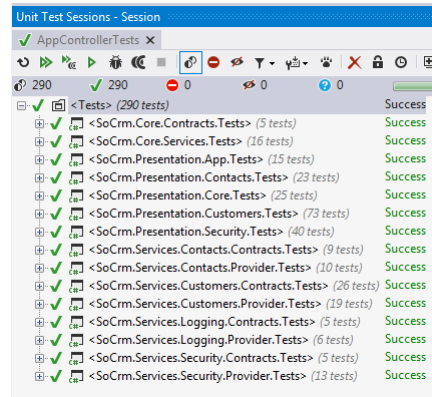 Unit Test Sessions - Session
AppControllerTests
290 290 0 0 0
<Tests> (290 tests) Success
<SoCrm.Core.Contracts.Tests> (5 tests) Success
<SoCrm.Core.Services.Tests> (16 tests) Success
<SoCrm.Presentation.App.Tests> (15 tests) Success
<SoCrm.Presentation.Contacts.Tests> (23 tests) Success
<SoCrm.Presentation.Core.Tests> (25 tests) Success
<SoCrm.Presentation.Customers.Tests> (73 tests) Success
<SoCrm.Presentation.Security.Tests> (40 tests) Success
<SoCrm.Services.Contacts.Contracts.Tests> (9 tests) Success
<SoCrm.Services.Contacts.Provider.Tests> (10 tests) Success
<SoCrm.Services.Customers.Contracts.Tests> (26 tests) Success
<SoCrm.Services.Customers.Provider.Tests> (19 tests) Success
<SoCrm.Services.Logging.Contracts.Tests> (5 tests) Success
<SoCrm.Services.Logging.Provider.Tests> (6 tests) Success
<SoCrm.Services.Security.Contracts.Tests> (5 tests) Success
<SoCrm.Services.Security.Provider.Tests> (13 tests) Success